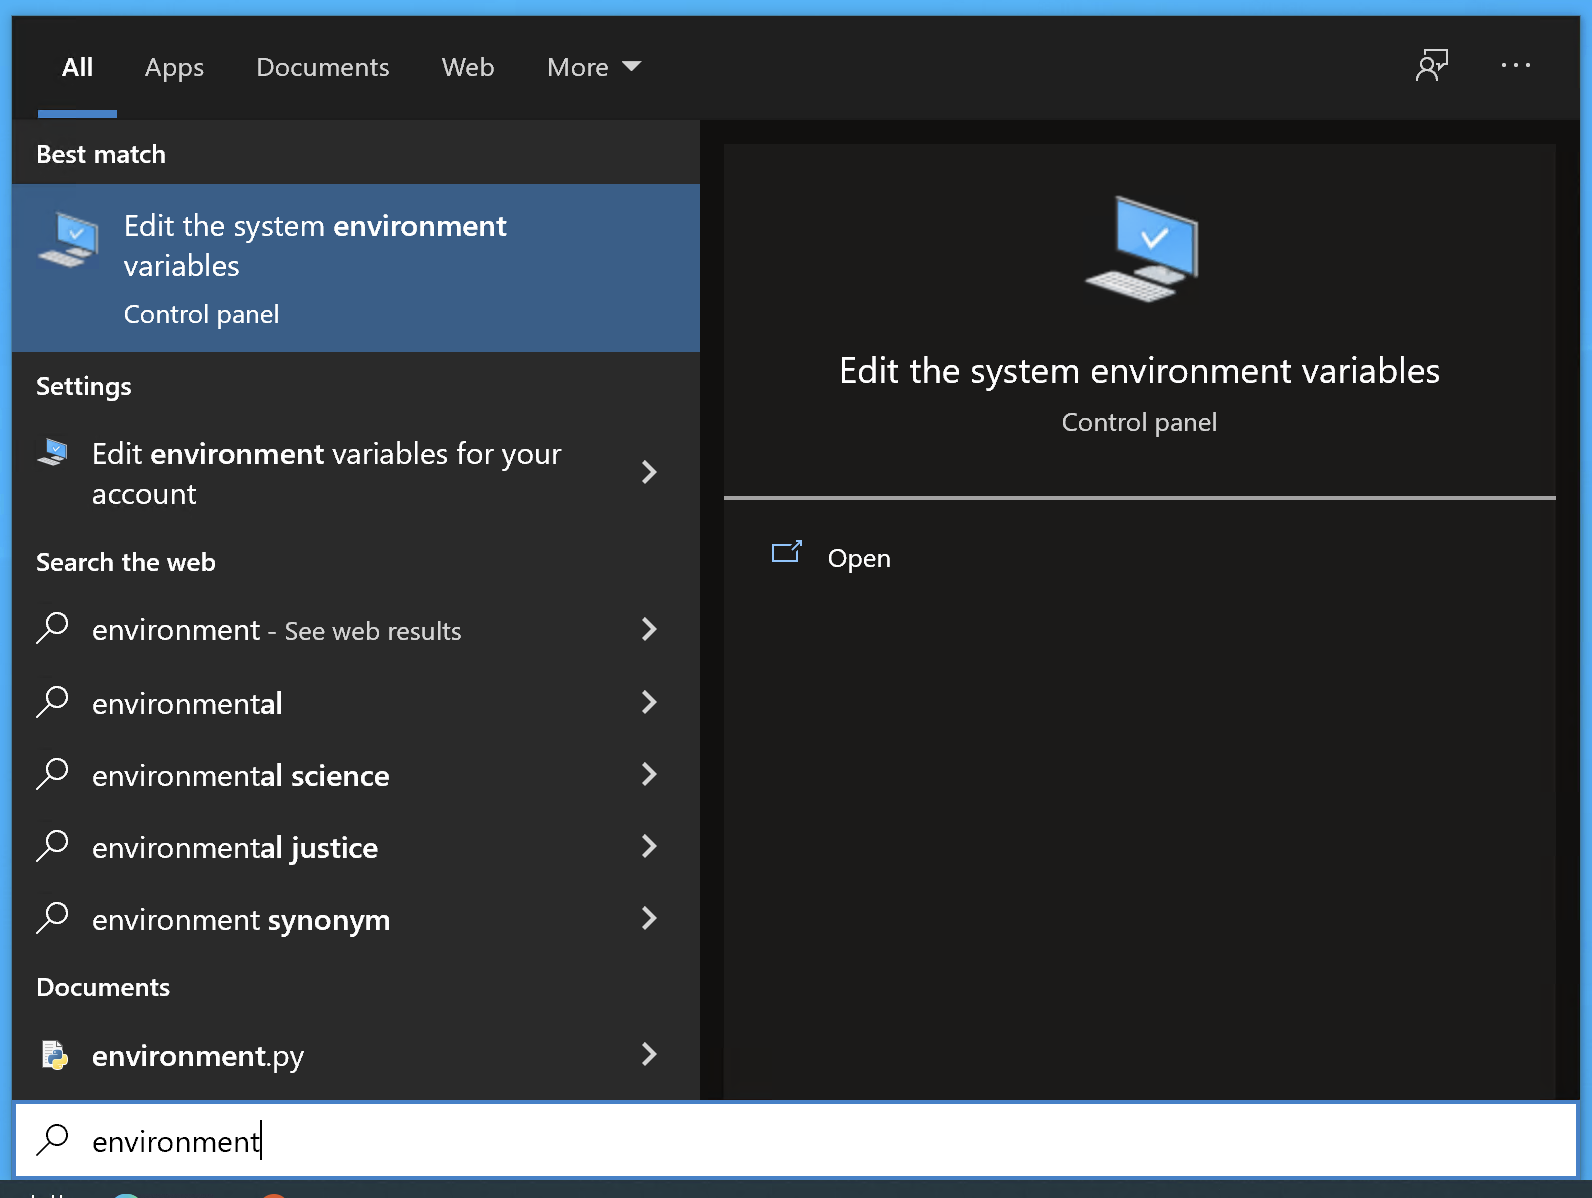 All Apps Documents Web More
Best match
Edit the system environment
variables
Control panel
Settings
Edit environment variables for your
account
Search the web
environment - See web results
environmental
environmental science
environmental justice
environment synonym
Documents
environment.py
Edit the system environment variables
Control panel
Open
environment